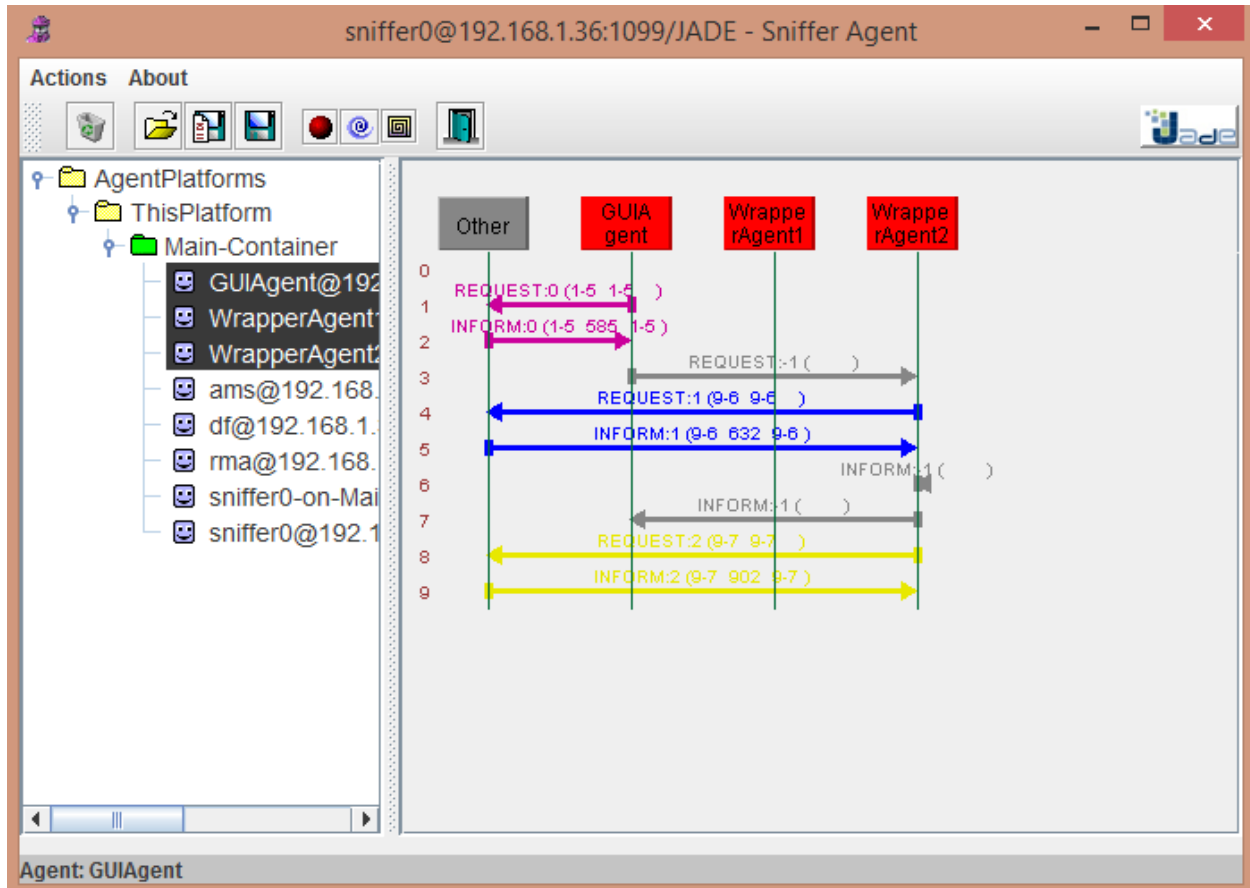 sniffer0@192.168.1.36:1099/JADE - Sniffer Agent
Actions About
Jade
AgentPlatforms
ThisPlatform
Main-Container
GUIAgent@192
WrapperAgent1
WrapperAgent2
ams@192.168.
df@192.168.1.
rma@192.168.
sniffer0-on-Mai
sniffer0@192.1
Other
GUIA
gent
Wrappe
rAgent1
Wrappe
rAgent2
0
REQUEST:0 (1-5 1-5 )
1
INFORM:0 (1-5 585 1-5 )
2
REQUEST:-1 ( )
3
REQUEST:1 (9-6 9-6 )
4
INFORM:1 (9-6 632 9-6 )
5
INFORM:-1 ( )
6
INFORM:-1 ( )
7
REQUEST:2 (9-7 9-7 )
8
INFORM:2 (9-7 902 9-7 )
9
Agent: GUIAgent